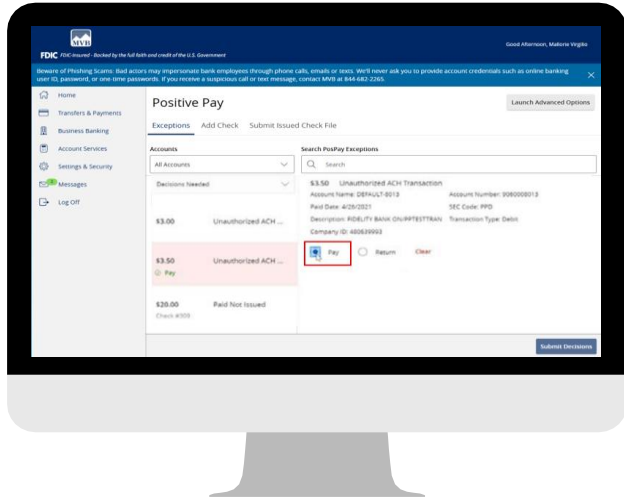 MVB
FDIC FDIC-Insured - Backed by the full faith and credit of the U.S. Government
Good Afternoon, Mallorie Virgilio
Beware of Phishing Scams: Bad actors may impersonate bank employees through phone calls, emails or texts. We'll never ask you to provide account credentials such as online banking
user ID, password, or one-time passwords. If you receive a suspicious call or text message, contact MVB at 844-682-2265.
Home
Transfers & Payments
Business Banking
Account Services
Settings & Security
Messages
Log Off
Positive Pay
Launch Advanced Options
Exceptions Add Check Submit Issued Check File
Accounts
All Accounts
Search PosPay Exceptions
Search
Decisions Needed
$3.00 Unauthorized ACH ...
$3.50 Unauthorized ACH ...
Pay
$20.00 Paid Not Issued
Check #309
$3.50 Unauthorized ACH Transaction
Account Name: DEFAULT-0013 Account Number: 9080008013
Paid Date: 4/28/2021 SEC Code: PPD
Description: FIDELITY BANK ON/PPTESTTRAN Transaction Type: Debit
Company ID: 480639993
Pay Return Clear
Submit Decisions